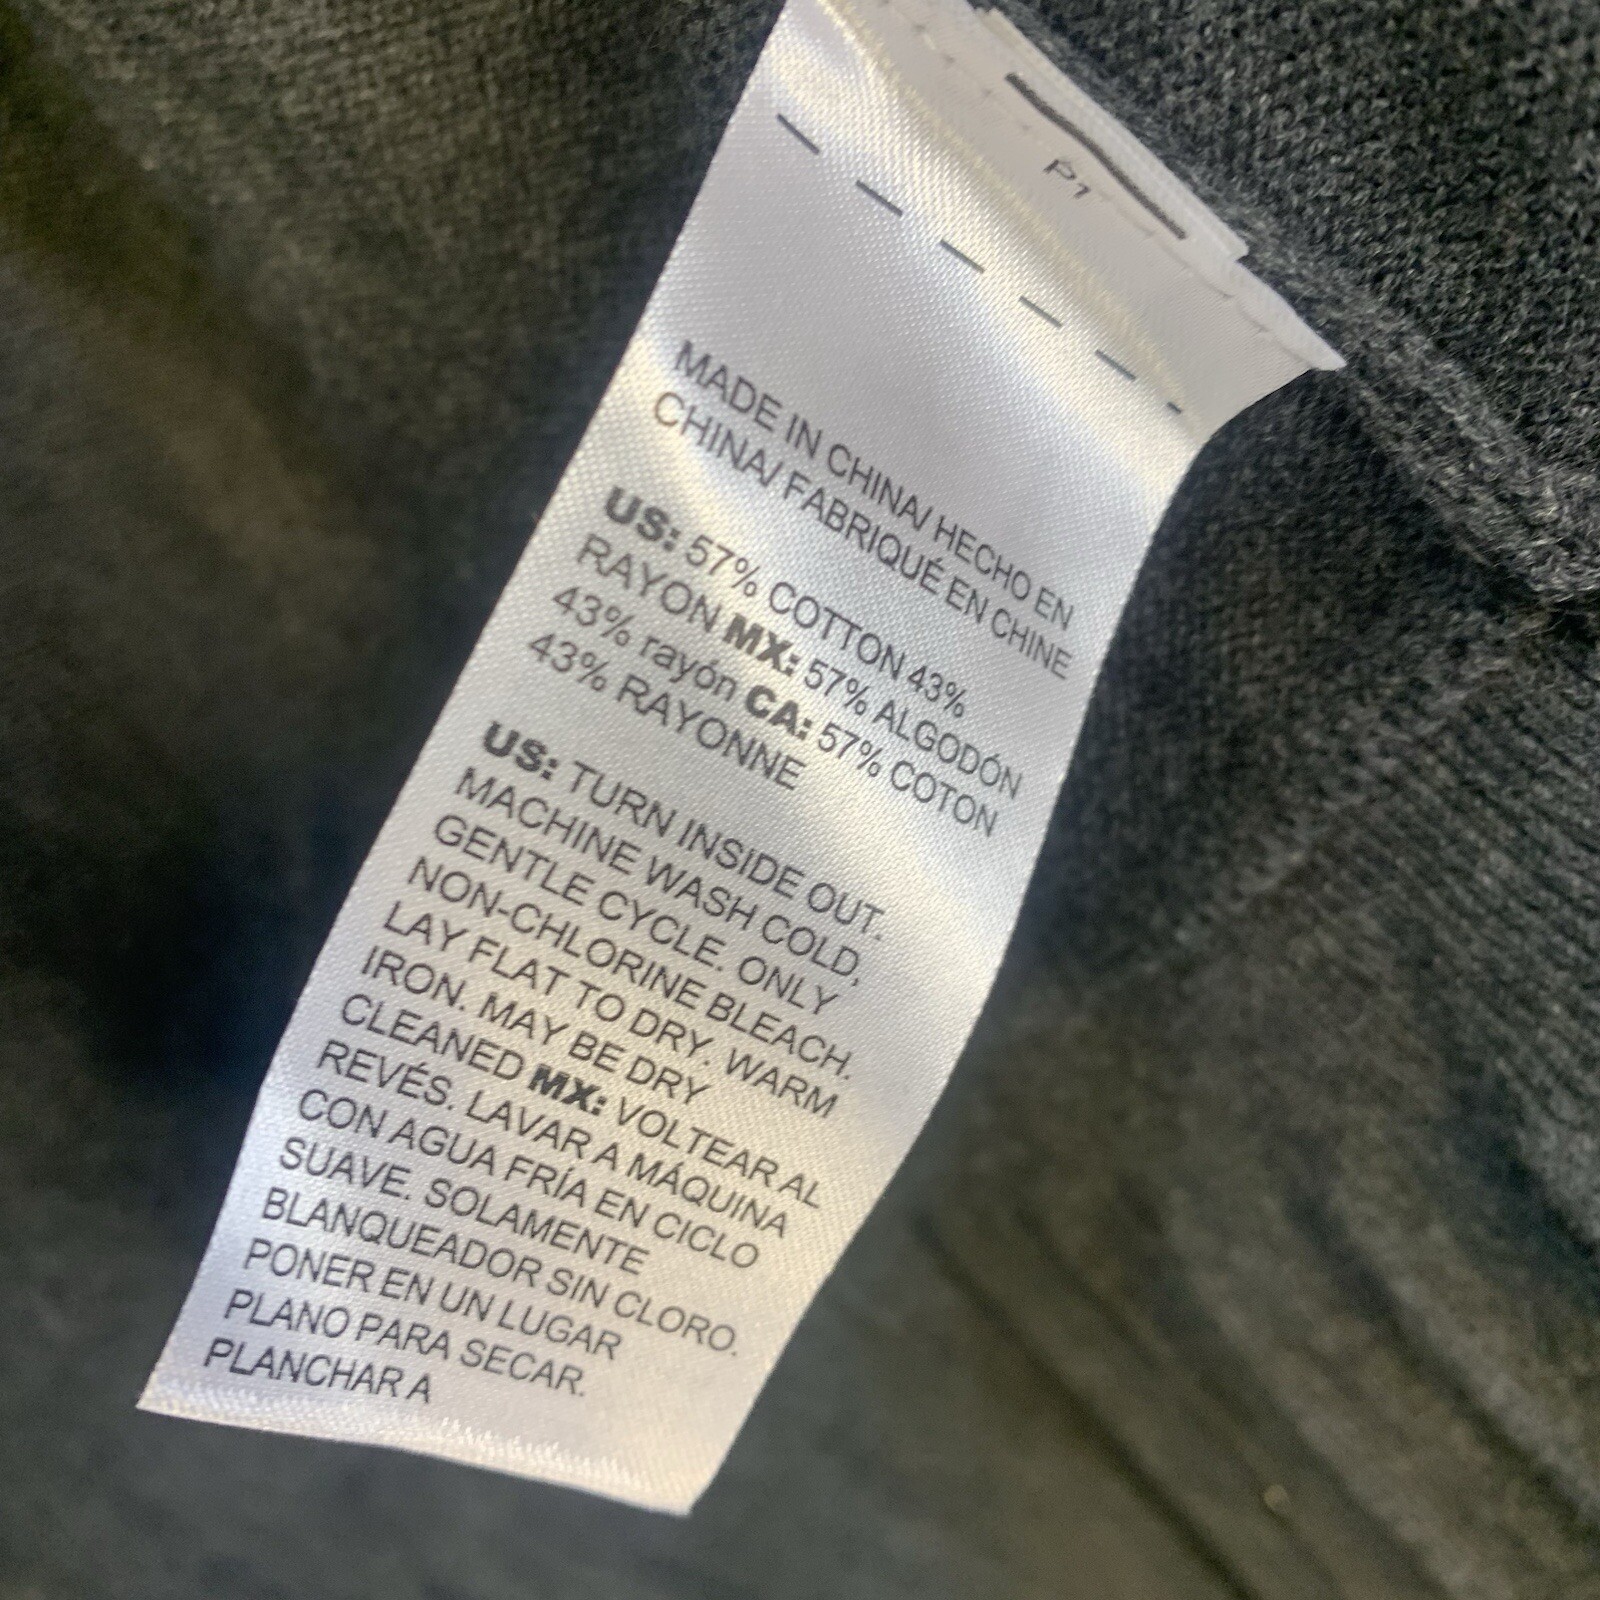 P1
MADE IN CHINA/ HECHO EN
CHINA/ FABRIQUÉ EN CHINE
US: 57% COTTON 43%
RAYON MX: 57% ALGODÓN
43% rayón CA: 57% COTON
43% RAYONNE
US: TURN INSIDE OUT.
MACHINE WASH COLD,
GENTLE CYCLE. ONLY
NON-CHLORINE BLEACH.
LAY FLAT TO DRY. WARM
IRON. MAY BE DRY
CLEANED MX: VOLTEAR AL
REVÉS. LAVAR A MÁQUINA
CON AGUA FRÍA EN CICLO
SUAVE. SOLAMENTE
BLANQUEADOR SIN CLORO.
PONER EN UN LUGAR
PLANO PARA SECAR.
PLANCHAR A